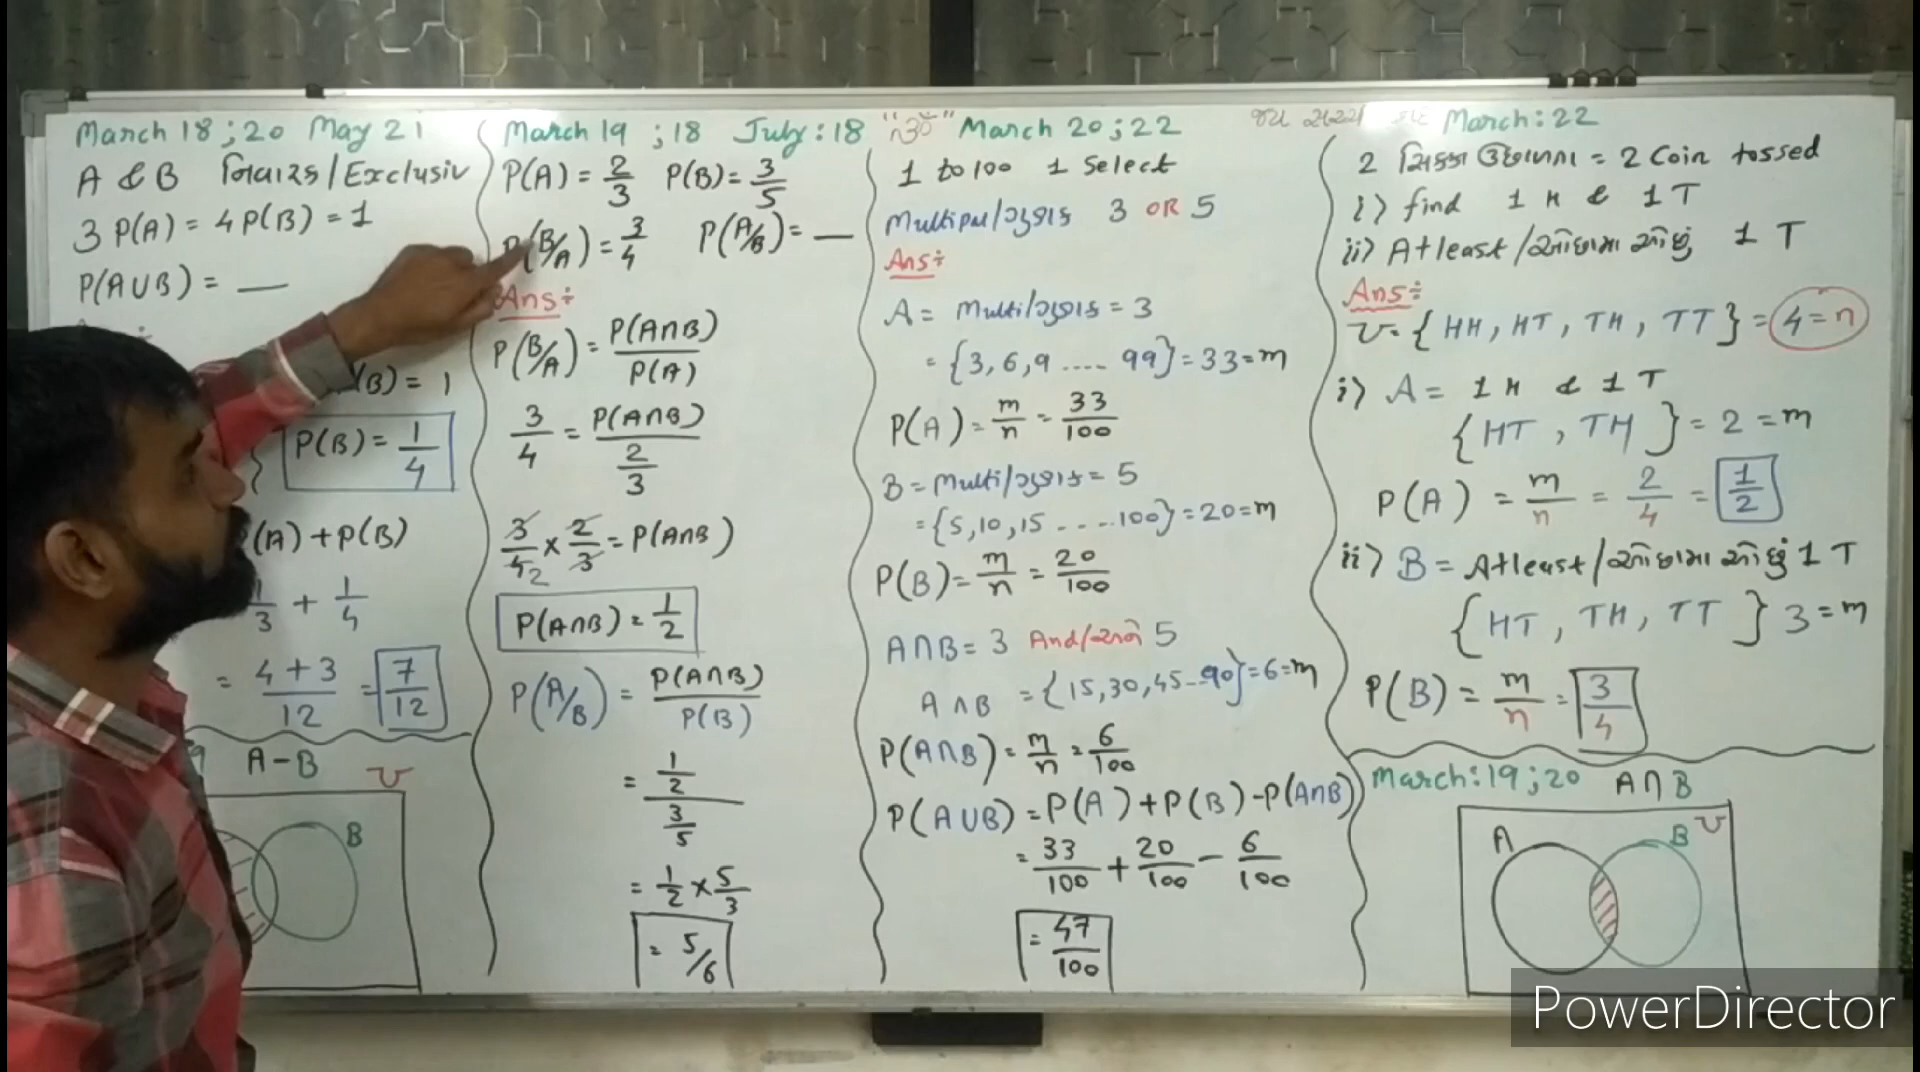 March 18 ; 20 May 21
A & B નિવારક / Exclusiv
3 P(A) = 4 P(B) = 1
P(A∪B) = __
(B) = 1
P(B) = 1/4
(A) + P(B)
1/3 + 1/4
= 4 + 3 / 12 = 7/12
A - B
U
B
March 19 ; 18 July : 18
P(A) = 2/3 P(B) = 3/5
P(B/A) = 3/4 P(A/B) = __
Ans ÷
P(B/A) = P(A∩B) / P(A)
3/4 = P(A∩B) / 2/3
3/4 2 × 2/3 = P(A∩B)
P(A∩B) = 1/2
P(A/B) = P(A∩B) / P(B)
= 1/2 / 3/5
= 1/2 × 5/3
= 5/6
March 20 ; 22
1 to 100 1 Select
3 OR 5
Ans ÷
A = Multi/ગુણાક = 3
= {3, 6, 9 .... 99} = 33 = m
P(A) = m/n = 33/100
B = Multi/ગુણાક = 5
= {5, 10, 15 - - .. 100} = 20 = m
P(B) = m/n = 20/100
A∩B = 3 And/અને 5
A∩B = {15, 30, 45 - .. 90} = 6 = m
P(A∩B) = m/n = 6/100
P(A∪B) = P(A) + P(B) - P(A∩B)
= 33/100 + 20/100 - 6/100
= 47/100
March : 22
2 સિક્કા ઉછાળતા = 2 Coin tossed
i) find 1 H & 1 T
ii) Atleast / ઓછામા ઓછું 1 T
Ans ÷
U = {HH, HT, TH, TT} = 4 = n
i) A = 1 H & 1 T
{HT, TH} = 2 = m
P(A) = m/n = 2/4 = 1/2
ii) B = Atleast / ઓછામા ઓછું 1 T
{HT, TH, TT} 3 = m
P(B) = m/n = 3/4
March : 19 ; 20 A∩B
U
A B
PowerDirector